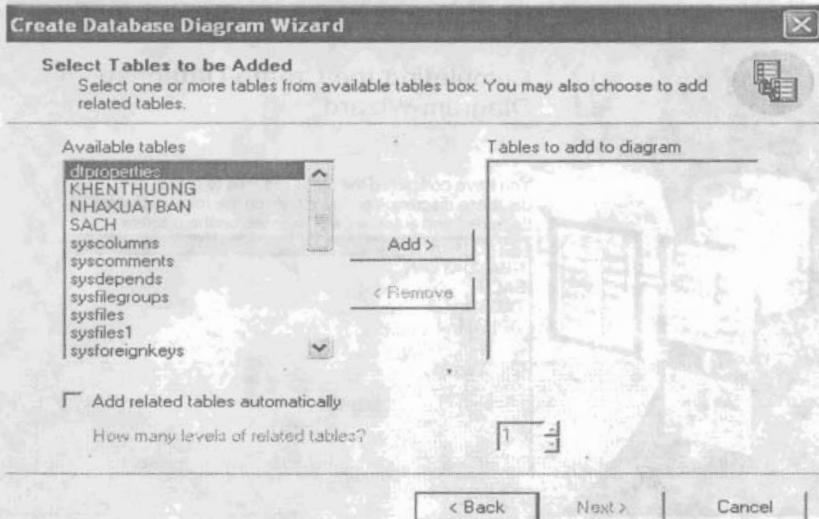 Create Database Diagram Wizard
Select Tables to be Added
Select one or more tables from available tables box. You may also choose to add
related tables.
Available tables
Tables to add to diagram
dtproperties
KHENTHUONG
NHAXUATBAN
SACH
syscolumns
syscomments
sysdepends
sysfilegroups
sysfiles
sysfiles1
sysforeignkeys
Add >
< Remove
Add related tables automatically
How many levels of related tables?
1
< Back
Next >
Cancel